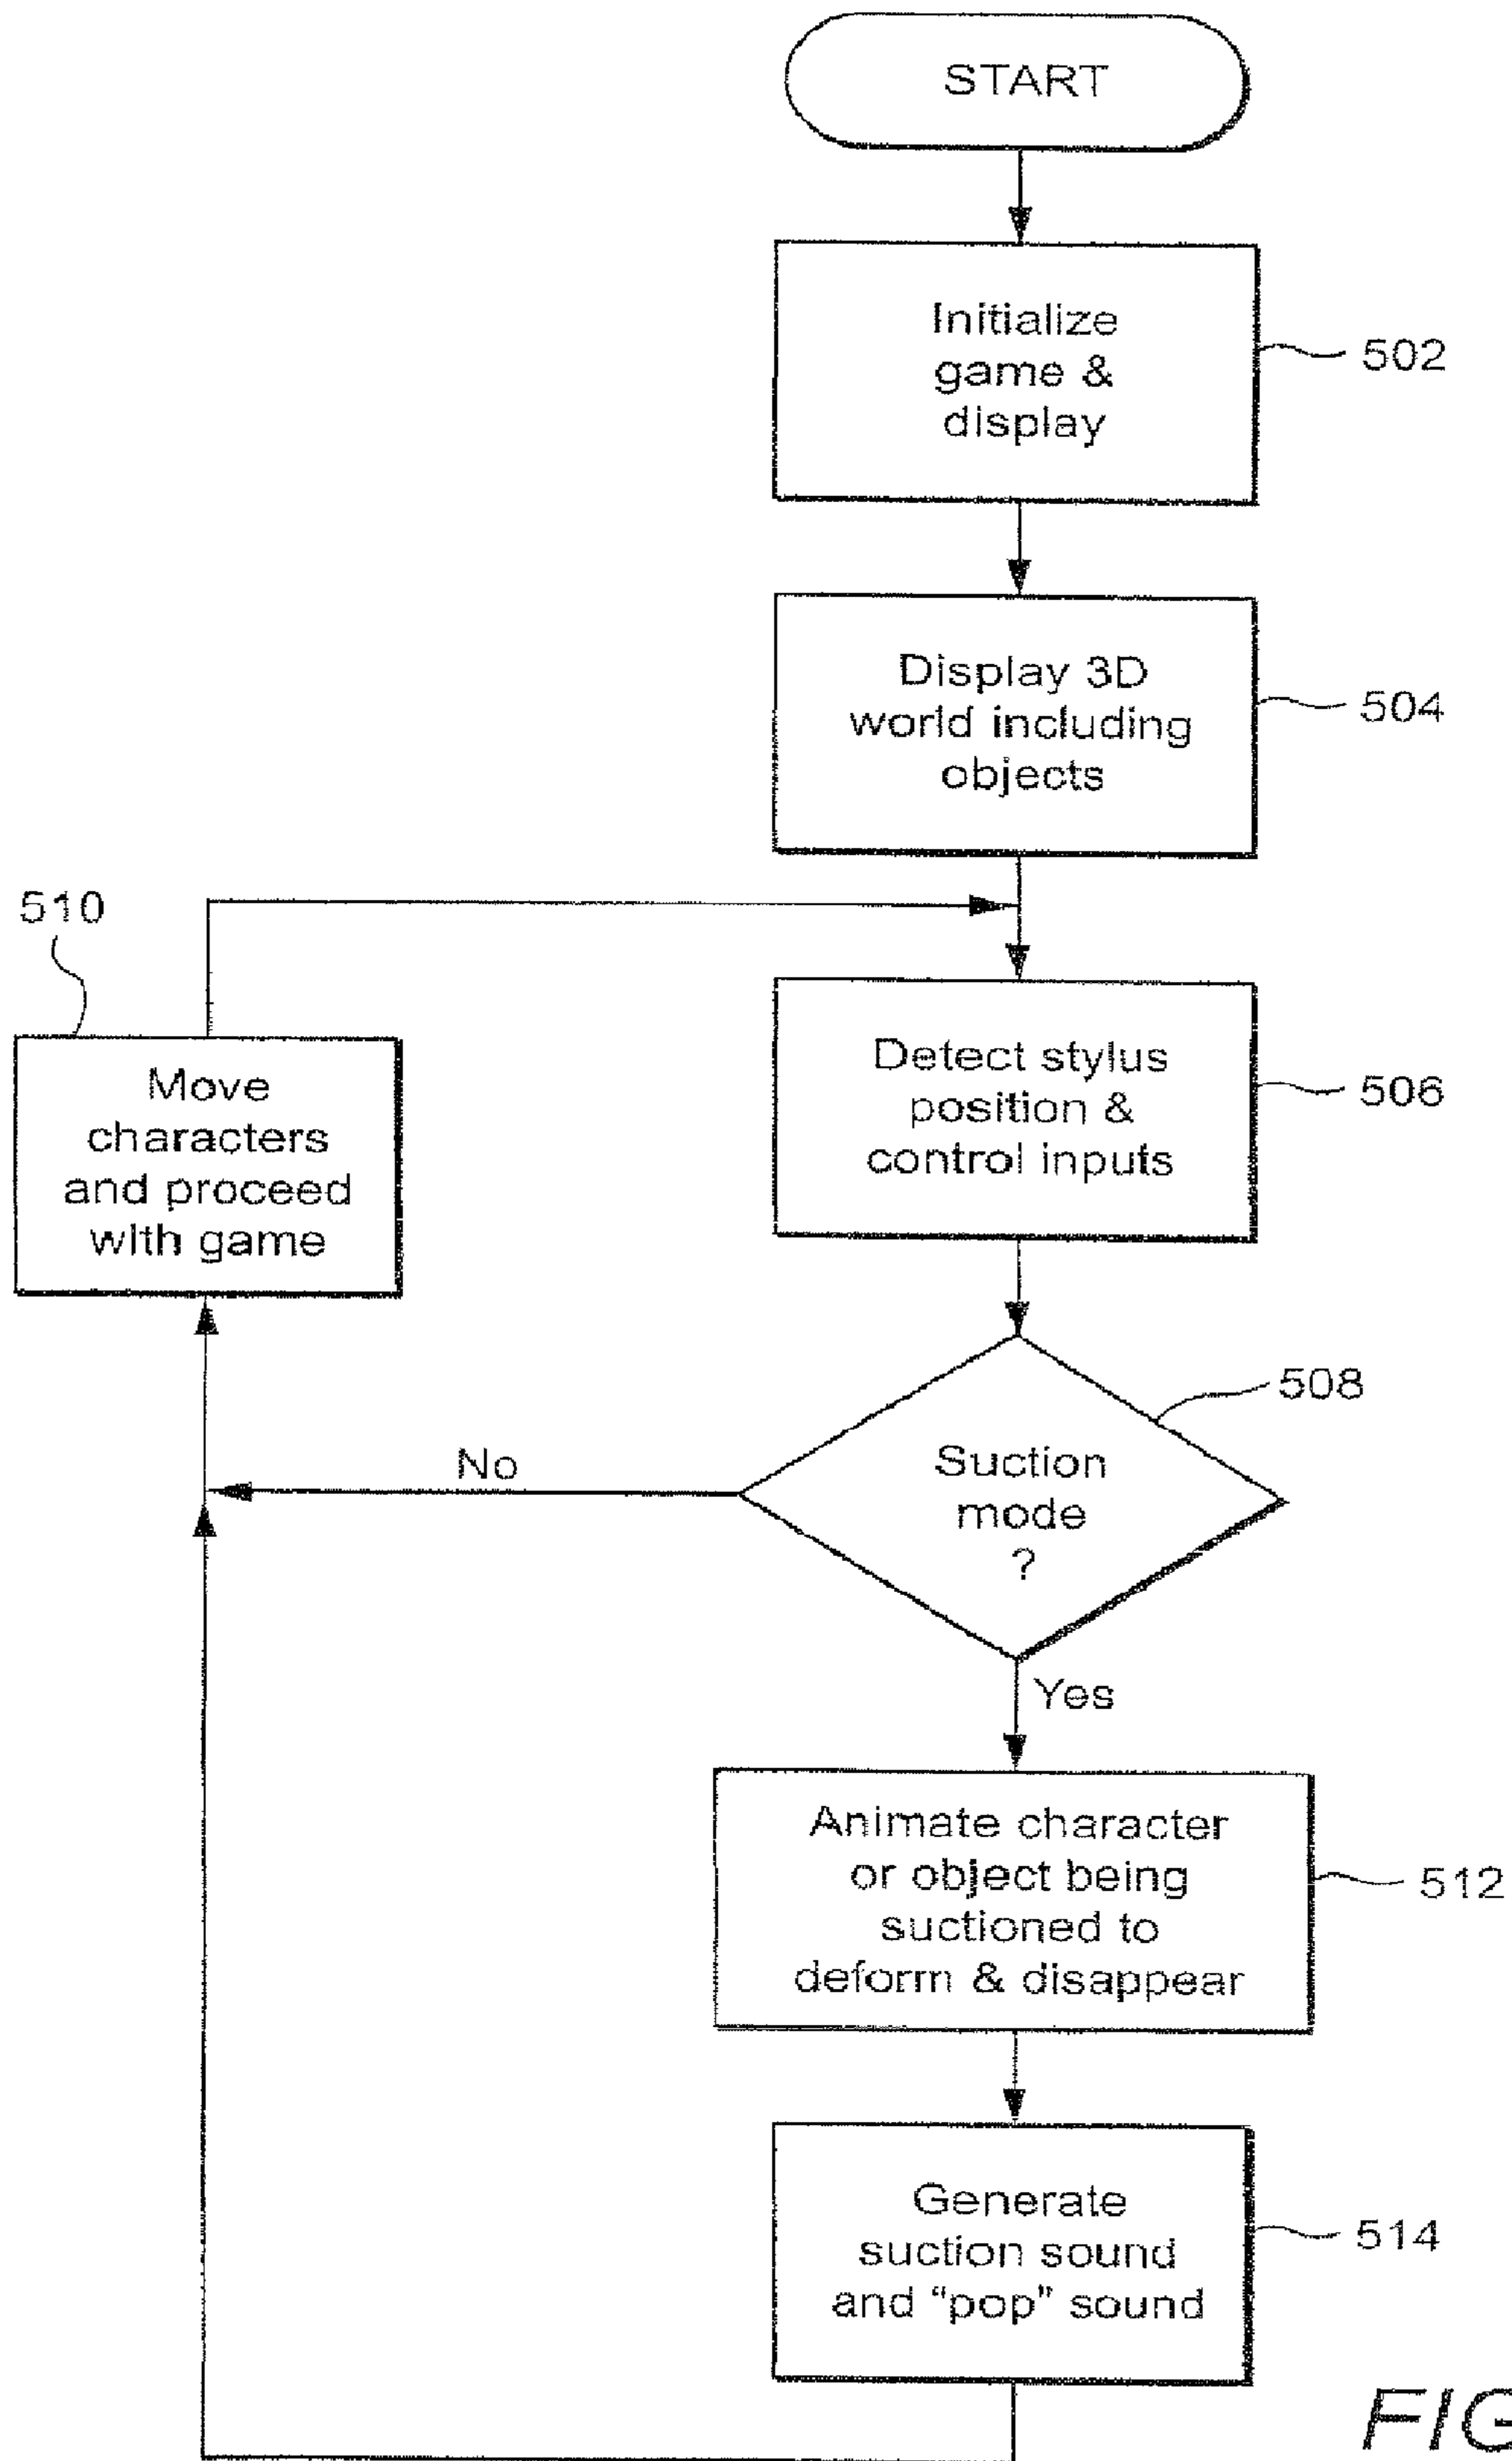 START
Initialize
game &
display
502
Display 3D
world including
objects
504
510
Move
characters
and proceed
with game
Detect stylus
position &
control inputs
506
508
Suction
mode
?
No
Yes
Animate character
or object being
suctioned to
deform & disappear
512
Generate
suction sound
and “pop” sound
514